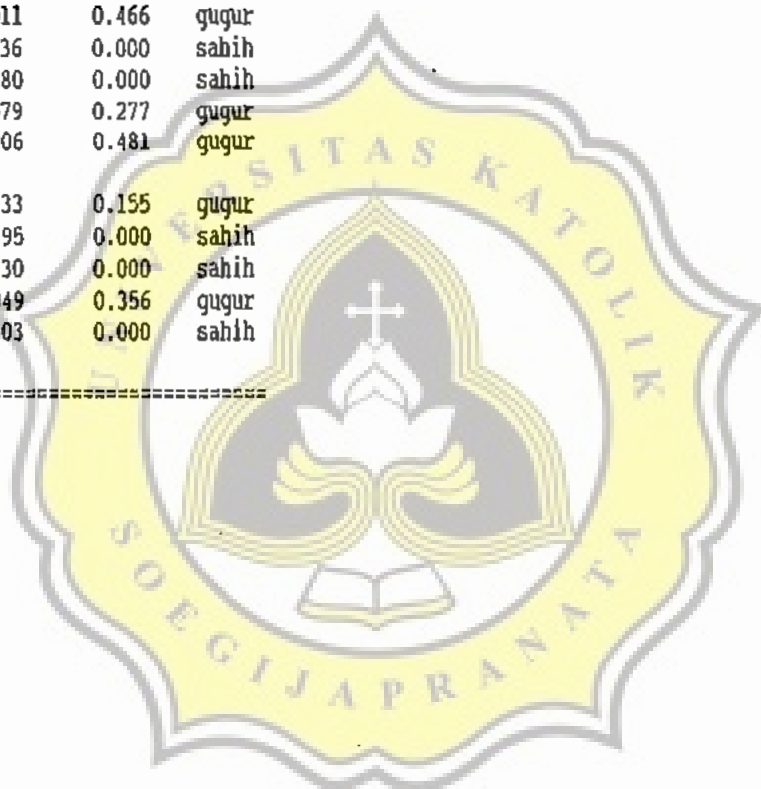 011 0.466 gugur
36 0.000 sahih
80 0.000 sahih
79 0.277 gugur
06 0.481 gugur
33 0.155 gugur
95 0.000 sahih
30 0.000 sahih
49 0.356 gugur
03 0.000 sahih
==============================
UNIVERSITAS KATOLIK
SOEGIJAPRANATA